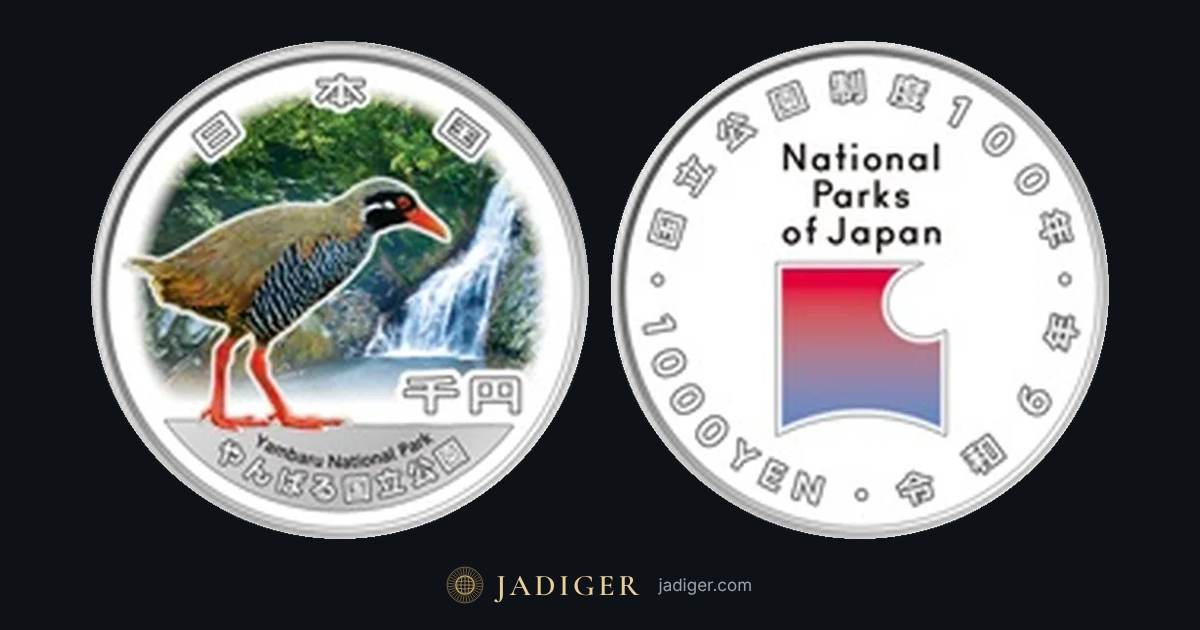 日本国
千円
Yambaru National Park
やんばる国立公園
国立公園制度100年
National
Parks
of Japan
1000YEN・令和6年
JADIGER
jadiger.com